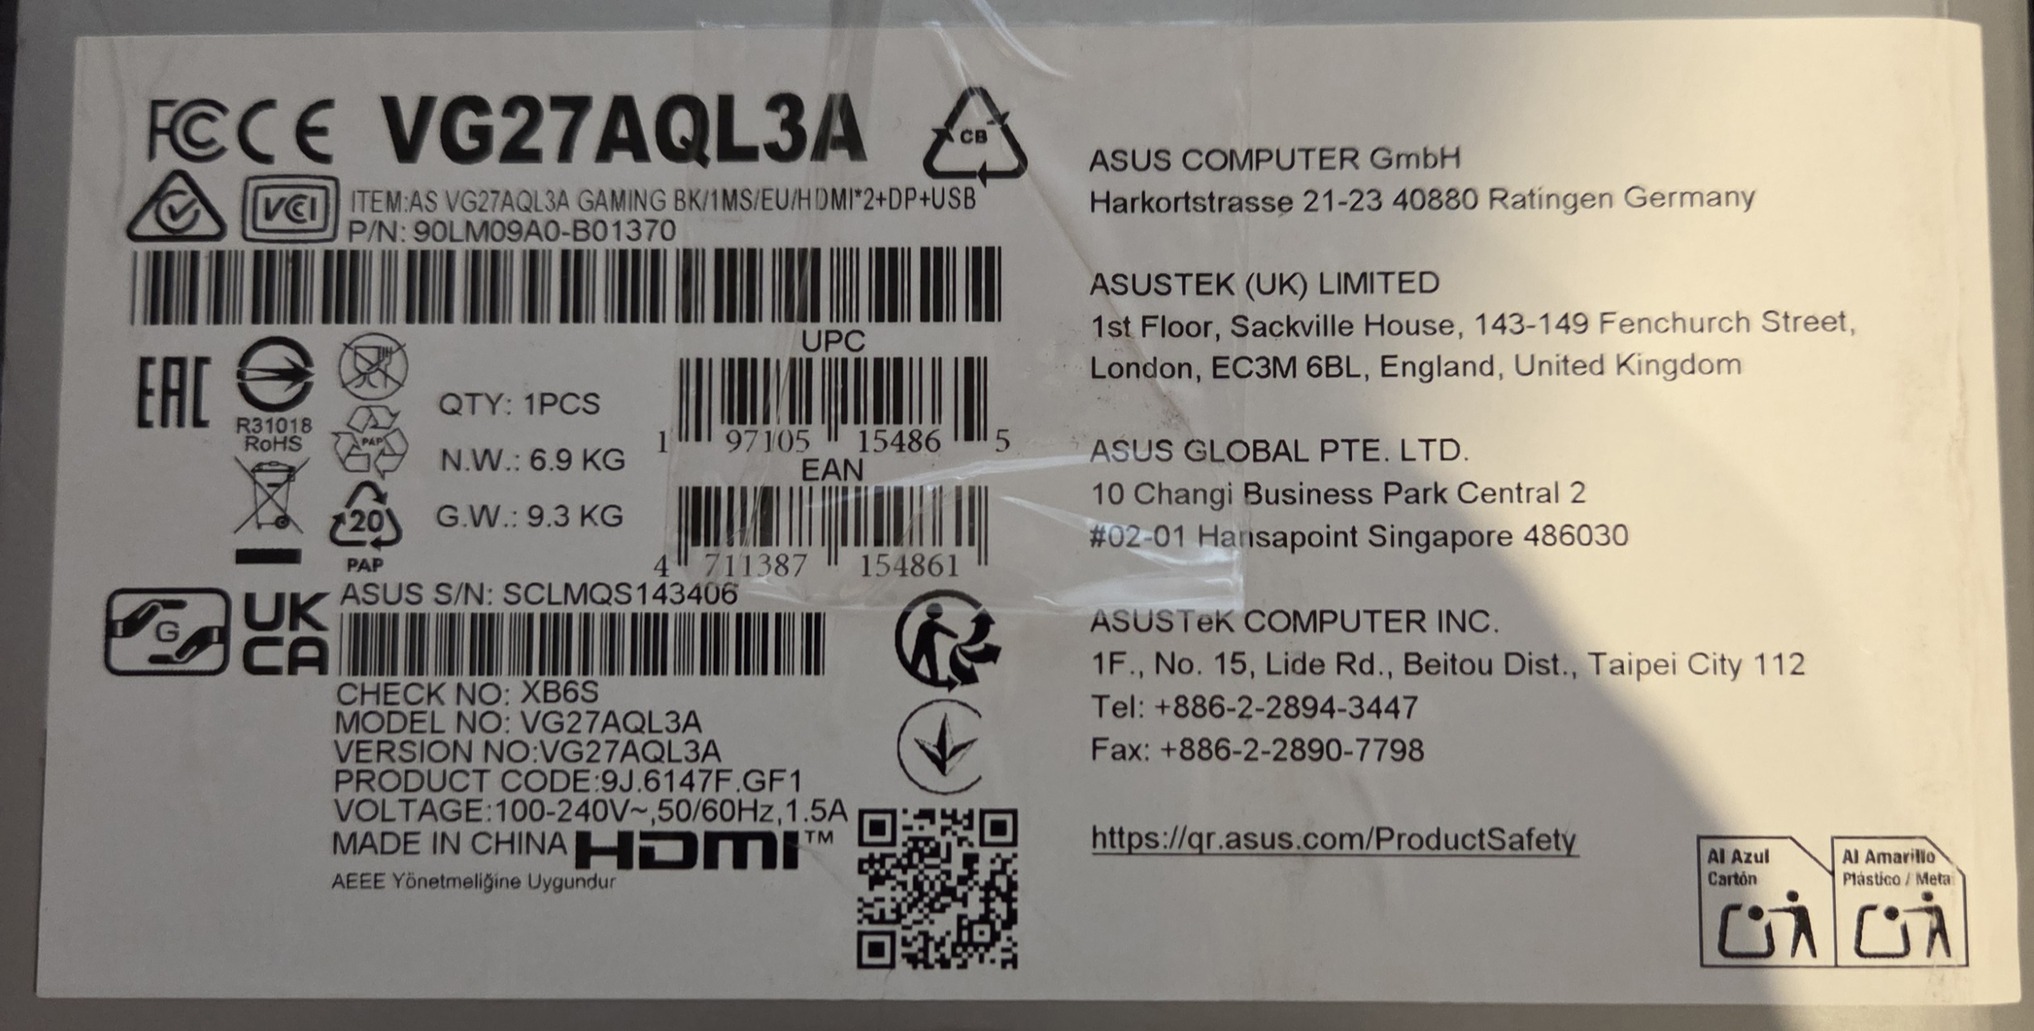 FC CE VG27AQL3A CB
VCCI ITEM:AS VG27AQL3A GAMING BK/1MS/EU/HDMI*2+DP+USB
P/N: 90LM09A0-B01370
UPC
1 97105 15486 5
EAN
4 711387 154861
EAC
R31018
RoHS
PAP
20
PAP
QTY: 1PCS
N.W.: 6.9 KG
G.W.: 9.3 KG
G
UK
CA
ASUS S/N: SCLMQS143406
CHECK NO: XB6S
MODEL NO: VG27AQL3A
VERSION NO:VG27AQL3A
PRODUCT CODE:9J.6147F.GF1
VOLTAGE:100-240V~,50/60Hz,1.5A
MADE IN CHINA HDMI™
AEEE Yönetmeliğine Uygundur
ASUS COMPUTER GmbH
Harkortstrasse 21-23 40880 Ratingen Germany
ASUSTEK (UK) LIMITED
1st Floor, Sackville House, 143-149 Fenchurch Street,
London, EC3M 6BL, England, United Kingdom
ASUS GLOBAL PTE. LTD.
10 Changi Business Park Central 2
#02-01 Hansapoint Singapore 486030
ASUSTeK COMPUTER INC.
1F., No. 15, Lide Rd., Beitou Dist., Taipei City 112
Tel: +886-2-2894-3447
Fax: +886-2-2890-7798
https://qr.asus.com/ProductSafety
Al Azul
Cartón
Al Amarillo
Plástico / Meta